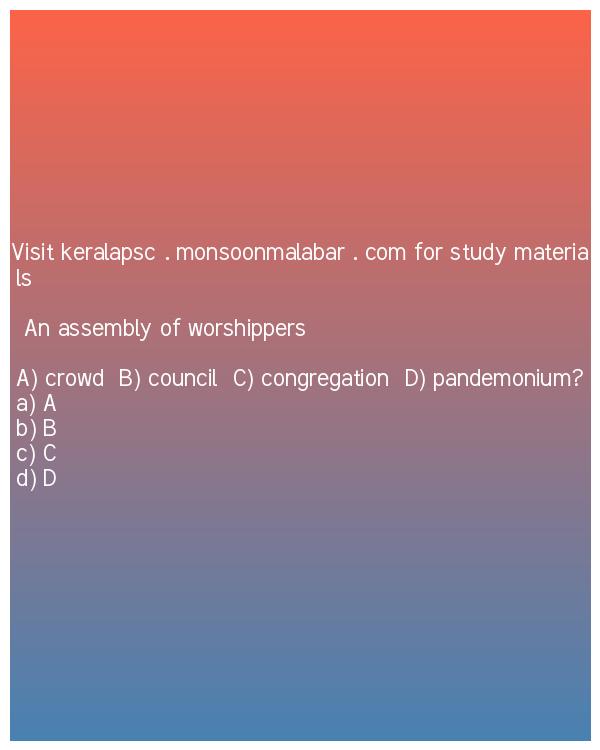 Visit keralapsc . monsoonmalabar . com for study materia
ls
An assembly of worshippers
A) crowd B) council C) congregation D) pandemonium?
a) A
b) B
c) C
d) D